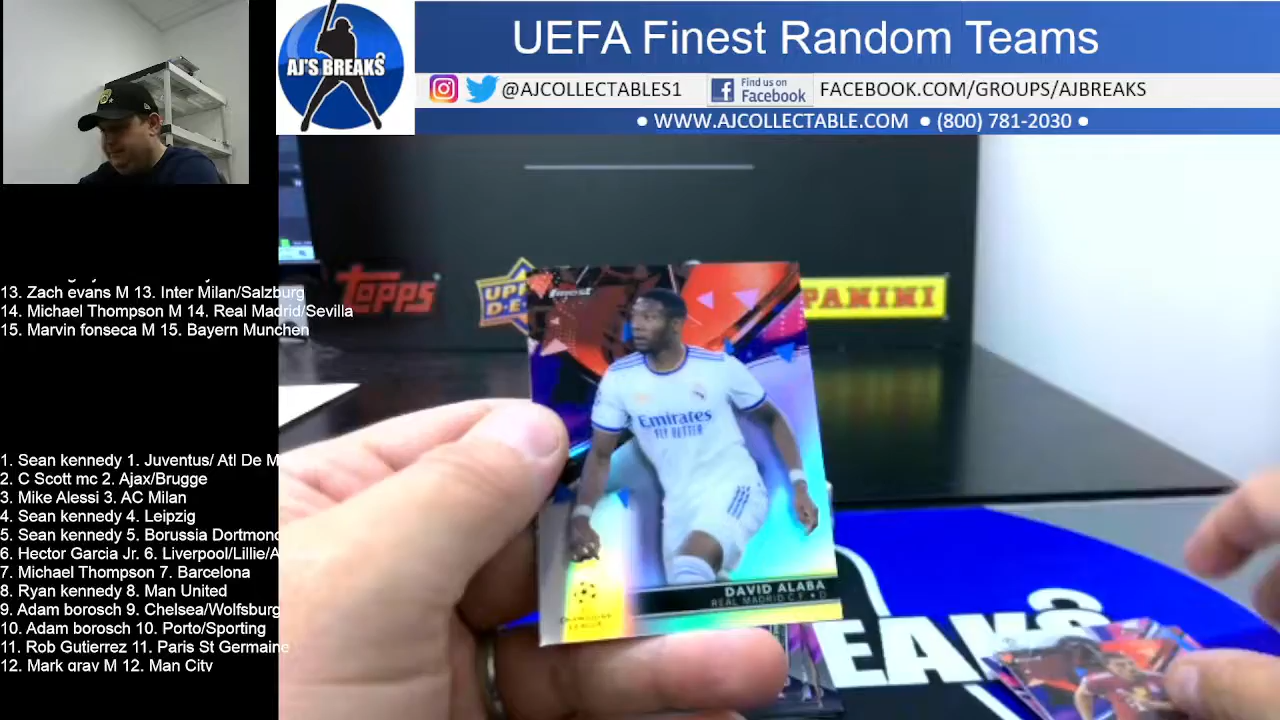 AJ'S BREAKS
UEFA Finest Random Teams
@AJCOLLECTABLES1
Find us on
Facebook
FACEBOOK.COM/GROUPS/AJBREAKS
• WWW.AJCOLLECTABLE.COM • (800) 781-2030 •
13. Zach evans M 13. Inter Milan/Salzburg
14. Michael Thompson M 14. Real Madrid/Sevilla
15. Marvin fonseca M 15. Bayern Munchen
1. Sean kennedy 1. Juventus/ Atl De M
2. C Scott mc 2. Ajax/Brugge
3. Mike Alessi 3. AC Milan
4. Sean kennedy 4. Leipzig
5. Sean kennedy 5. Borussia Dortmond
6. Hector Garcia Jr. 6. Liverpool/Lillie/A
7. Michael Thompson 7. Barcelona
8. Ryan kennedy 8. Man United
9. Adam borosch 9. Chelsea/Wolfsburg
10. Adam borosch 10. Porto/Sporting
11. Rob Gutierrez 11. Paris St Germaine
12. Mark gray M 12. Man City
Topps
UPP
DE
PANINI
finest
Emirates
FLY BETTER
DAVID ALABA
REAL MADRID C.F. • D
CHAMPIONS
LEAGUE
EAKS